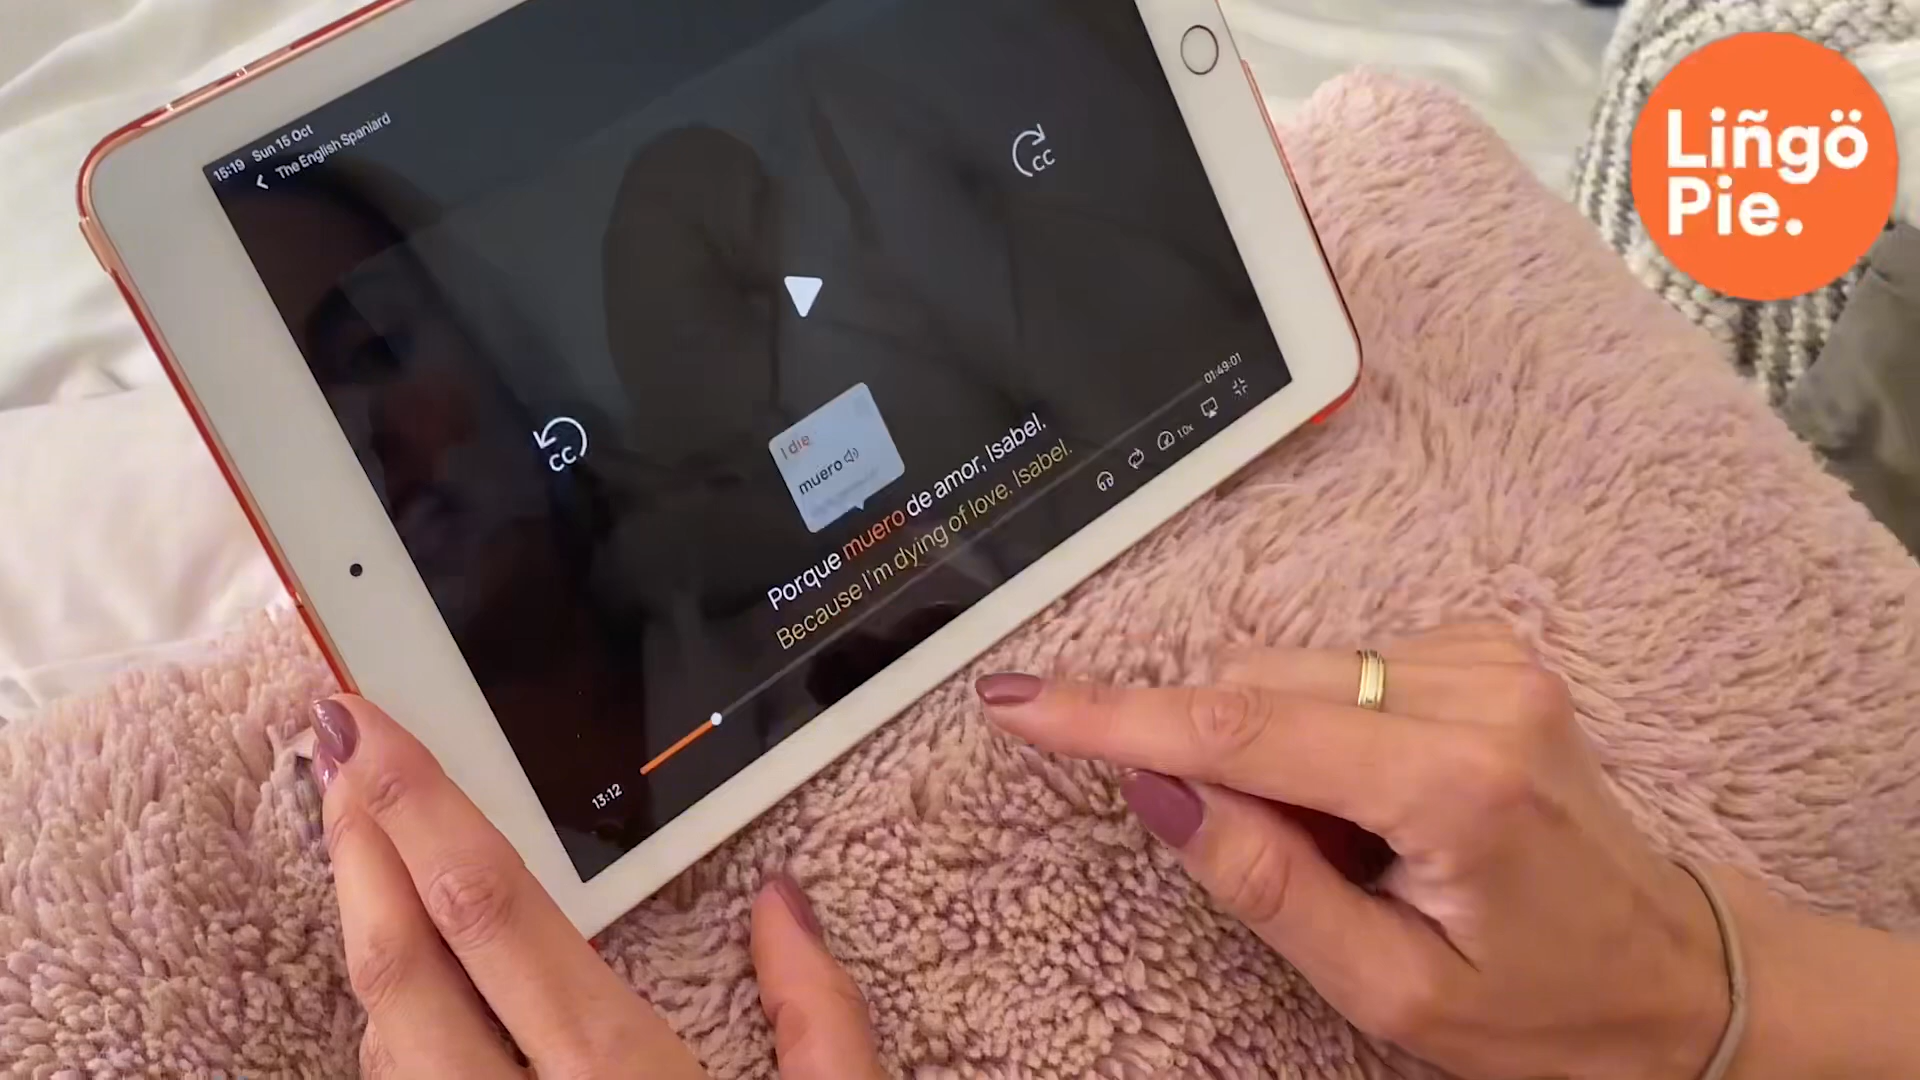 15:19 Sun 15 Oct
The English Spaniard
CC
CC
I die
muero
Porque muero de amor, Isabel.
Because I'm dying of love, Isabel.
13:12
01:49:01
1.0x
Liñgö
Pie.